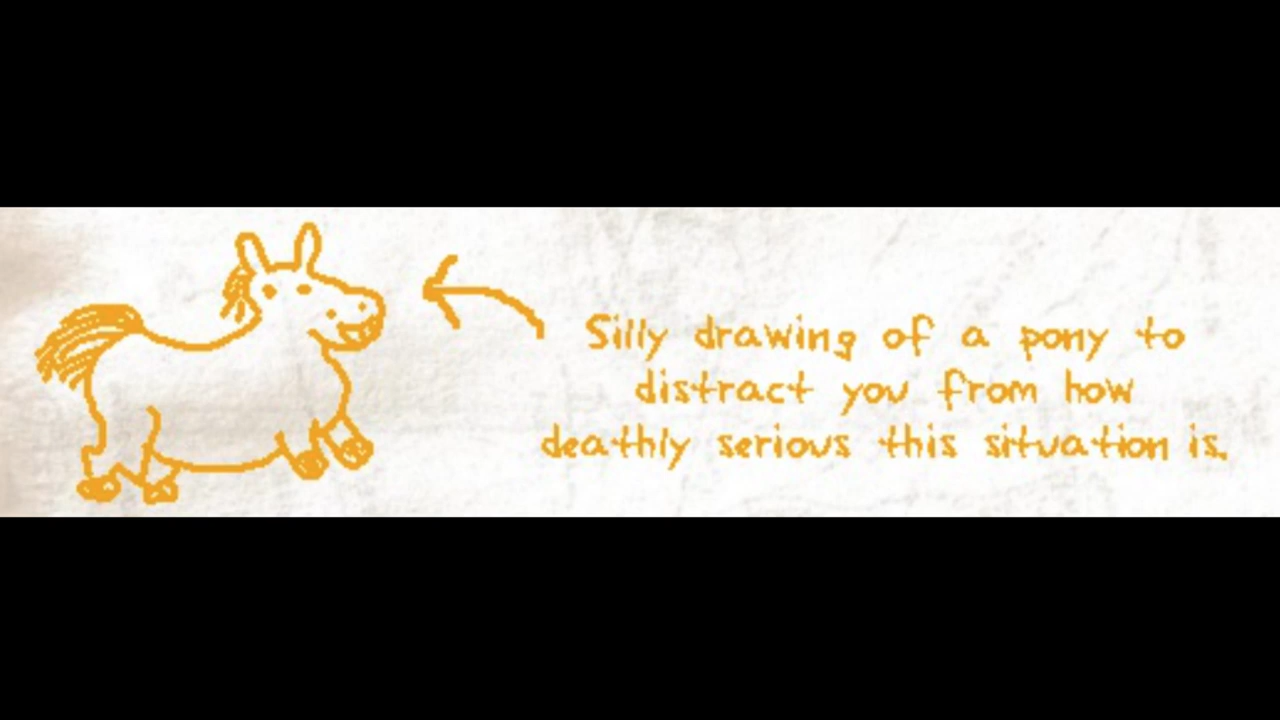 Silly drawing of a pony to
distract you from how
deathly serious this situation is.